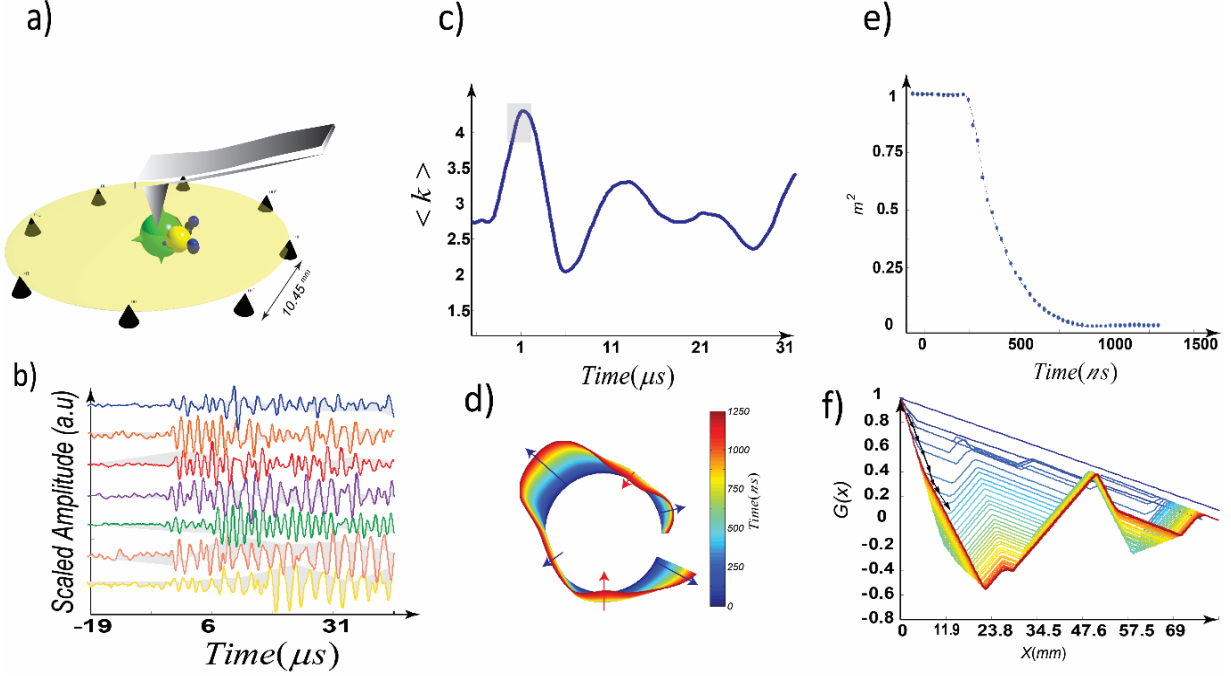 a)
10.45 mm
b)
Scaled Amplitude (a.u)
-19 6 31
Time(μs)
c)
< k >
4
3.5
3
2.5
2
1.5
1 11 21 31
Time(μs)
d)
1250
1000
750
500
250
0
Time(ns)
e)
m²
1
0.75
0.5
0.25
0
0 500 1000 1500
Time(ns)
f)
G(x)
1
0.8
0.6
0.4
0.2
0
-0.2
-0.4
-0.6
-0.8
0 11.9 23.8 34.5 47.6 57.5 69
X(mm)